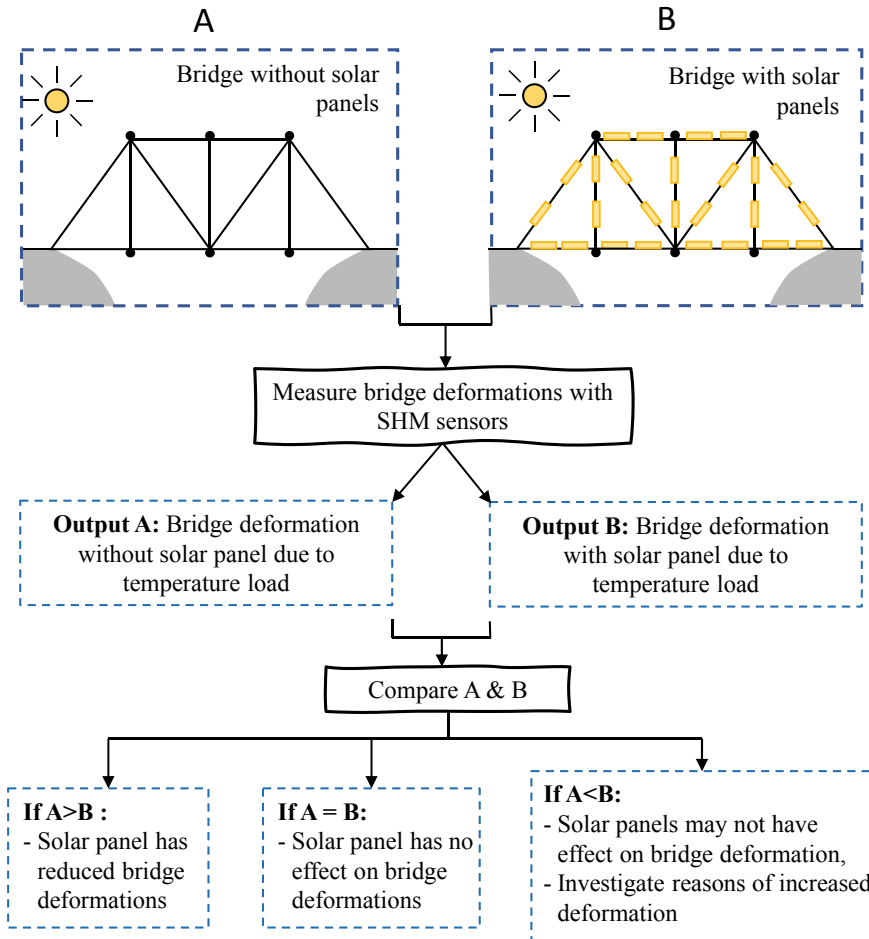 A
B
Bridge without solar
panels
Bridge with solar
panels
Measure bridge deformations with
SHM sensors
Output A: Bridge deformation
without solar panel due to
temperature load
Output B: Bridge deformation
with solar panel due to
temperature load
Compare A & B
If A>B :
- Solar panel has
reduced bridge
deformations
If A = B:
- Solar panel has no
effect on bridge
deformations
If A<B:
- Solar panels may not have
effect on bridge deformation,
- Investigate reasons of increased
deformation